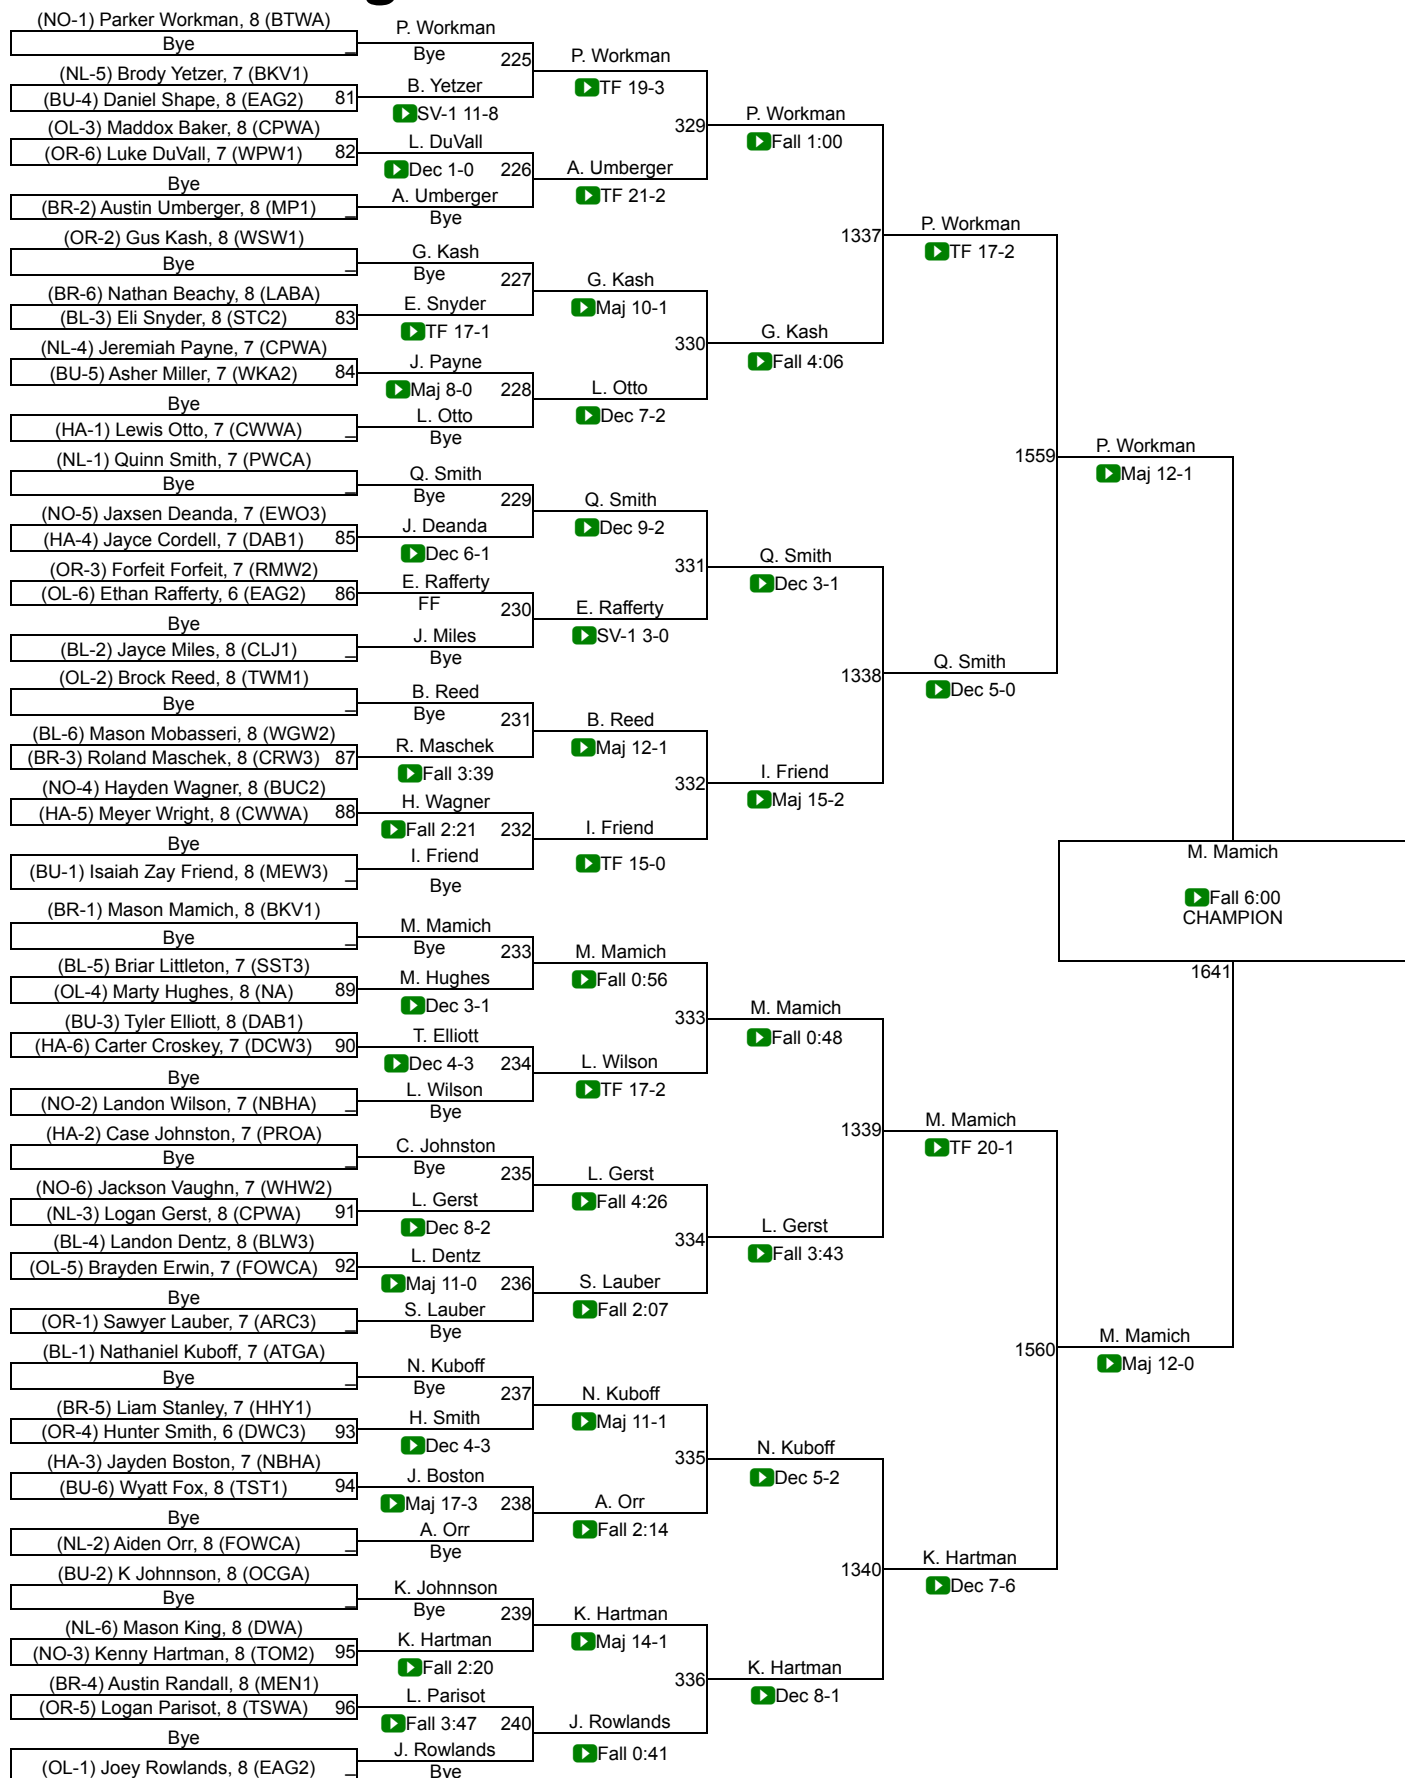 (NO-1) Parker Workman, 8 (BTWA)
Bye
(NL-5) Brody Yetzer, 7 (BKV1)
(BU-4) Daniel Shape, 8 (EAG2) 81
(OL-3) Maddox Baker, 8 (CPWA)
(OR-6) Luke DuVall, 7 (WPW1) 82
Bye
(BR-2) Austin Umberger, 8 (MP1)
(OR-2) Gus Kash, 8 (WSW1)
Bye
(BR-6) Nathan Beachy, 8 (LABA)
(BL-3) Eli Snyder, 8 (STC2) 83
(NL-4) Jeremiah Payne, 7 (CPWA)
(BU-5) Asher Miller, 7 (WKA2) 84
Bye
(HA-1) Lewis Otto, 7 (CWWA)
(NL-1) Quinn Smith, 7 (PWCA)
Bye
(NO-5) Jaxsen Deanda, 7 (EWO3)
(HA-4) Jayce Cordell, 7 (DAB1) 85
(OR-3) Forfeit Forfeit, 7 (RMW2)
(OL-6) Ethan Rafferty, 6 (EAG2) 86
Bye
(BL-2) Jayce Miles, 8 (CLJ1)
(OL-2) Brock Reed, 8 (TWM1)
Bye
(BL-6) Mason Mobasseri, 8 (WGW2)
(BR-3) Roland Maschek, 8 (CRW3) 87
(NO-4) Hayden Wagner, 8 (BUC2)
(HA-5) Meyer Wright, 8 (CWWA) 88
Bye
(BU-1) Isaiah Zay Friend, 8 (MEW3)
(BR-1) Mason Mamich, 8 (BKV1)
Bye
(BL-5) Briar Littleton, 7 (SST3)
(OL-4) Marty Hughes, 8 (NA) 89
(BU-3) Tyler Elliott, 8 (DAB1)
(HA-6) Carter Croskey, 7 (DCW3) 90
Bye
(NO-2) Landon Wilson, 7 (NBHA)
(HA-2) Case Johnston, 7 (PROA)
Bye
(NO-6) Jackson Vaughn, 7 (WHW2)
(NL-3) Logan Gerst, 8 (CPWA) 91
(BL-4) Landon Dentz, 8 (BLW3)
(OL-5) Brayden Erwin, 7 (FOWCA) 92
Bye
(OR-1) Sawyer Lauber, 7 (ARC3)
(BL-1) Nathaniel Kuboff, 7 (ATGA)
Bye
(BR-5) Liam Stanley, 7 (HHY1)
(OR-4) Hunter Smith, 6 (DWC3) 93
(HA-3) Jayden Boston, 7 (NBHA)
(BU-6) Wyatt Fox, 8 (TST1) 94
Bye
(NL-2) Aiden Orr, 8 (FOWCA)
(BU-2) K Johnnson, 8 (OCGA)
Bye
(NL-6) Mason King, 8 (DWA)
(NO-3) Kenny Hartman, 8 (TOM2) 95
(BR-4) Austin Randall, 8 (MEN1)
(OR-5) Logan Parisot, 8 (TSWA) 96
Bye
(OL-1) Joey Rowlands, 8 (EAG2)
P. Workman
Bye 225
B. Yetzer
SV-1 11-8
L. DuVall
Dec 1-0 226
A. Umberger
Bye
G. Kash
Bye 227
E. Snyder
TF 17-1
J. Payne
Maj 8-0 228
L. Otto
Bye
Q. Smith
Bye 229
J. Deanda
Dec 6-1
E. Rafferty
FF 230
J. Miles
Bye
B. Reed
Bye 231
R. Maschek
Fall 3:39
H. Wagner
Fall 2:21 232
I. Friend
Bye
M. Mamich
Bye 233
M. Hughes
Dec 3-1
T. Elliott
Dec 4-3 234
L. Wilson
Bye
C. Johnston
Bye 235
L. Gerst
Dec 8-2
L. Dentz
Maj 11-0 236
S. Lauber
Bye
N. Kuboff
Bye 237
H. Smith
Dec 4-3
J. Boston
Maj 17-3 238
A. Orr
Bye
K. Johnnson
Bye 239
K. Hartman
Fall 2:20
L. Parisot
Fall 3:47 240
J. Rowlands
Bye
P. Workman
TF 19-3
329
A. Umberger
TF 21-2
G. Kash
Maj 10-1
330
L. Otto
Dec 7-2
Q. Smith
Dec 9-2
331
E. Rafferty
SV-1 3-0
B. Reed
Maj 12-1
332
I. Friend
TF 15-0
M. Mamich
Fall 0:56
333
L. Wilson
TF 17-2
L. Gerst
Fall 4:26
334
S. Lauber
Fall 2:07
N. Kuboff
Maj 11-1
335
A. Orr
Fall 2:14
K. Hartman
Maj 14-1
336
J. Rowlands
Fall 0:41
P. Workman
Fall 1:00
1337
G. Kash
Fall 4:06
Q. Smith
Dec 3-1
1338
I. Friend
Maj 15-2
M. Mamich
Fall 0:48
1339
L. Gerst
Fall 3:43
N. Kuboff
Dec 5-2
1340
K. Hartman
Dec 8-1
P. Workman
TF 17-2
1559
Q. Smith
Dec 5-0
M. Mamich
TF 20-1
1560
K. Hartman
Dec 7-6
P. Workman
Maj 12-1
M. Mamich
Maj 12-0
M. Mamich
Fall 6:00
CHAMPION
1641